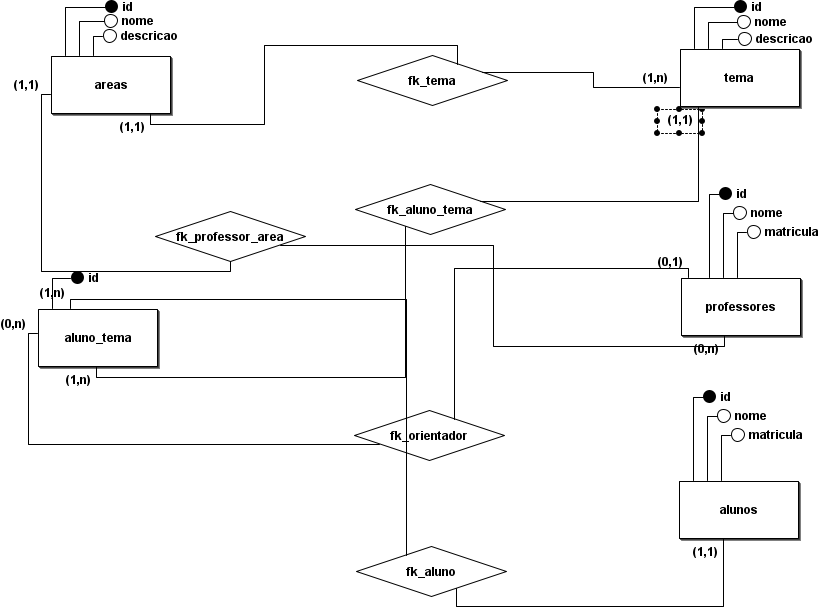 id
nome
descricao
(1,1)
areas
(1,1)
fk_tema
id
nome
descricao
(1,n)
tema
(1,1)
fk_aluno_tema
fk_professor_area
id
nome
matricula
(0,1)
professores
(0,n)
id
(1,n)
(0,n)
aluno_tema
(1,n)
fk_orientador
id
nome
matricula
alunos
(1,1)
fk_aluno